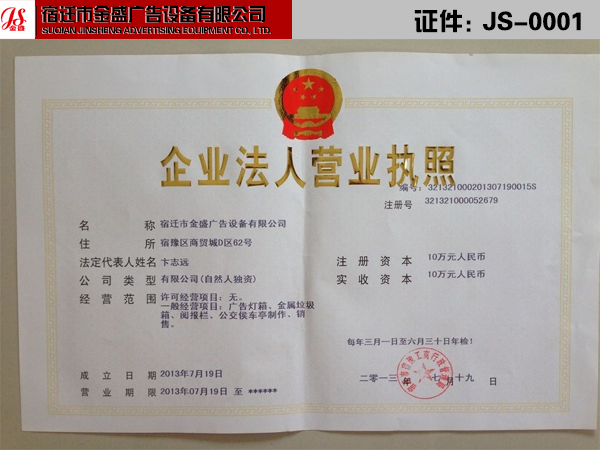 JS
金盛
宿迁市金盛广告设备有限公司
SUQIAN JINSHENG ADVERTISING EQUIPMENT CO., LTD.
证件: JS-0001
企业法人营业执照
编号: 321321000201307190015S
注册号 321321000052679
名 称 宿迁市金盛广告设备有限公司
住 所 宿豫区商贸城D区62号
法定代表人姓名 卞志远
注册资本 10万元人民币
公司类型 有限公司(自然人独资)
实收资本 10万元人民币
经营范围 许可经营项目: 无。
一般经营项目: 广告灯箱、金属垃圾
箱、阅报栏、公交侯车亭制作、销
售。
每年三月一日至六月三十日年检!
成立日期 2013年7月19日
二零一三年 七月 十九 日
营业期限 2013年07月19日 至 ******